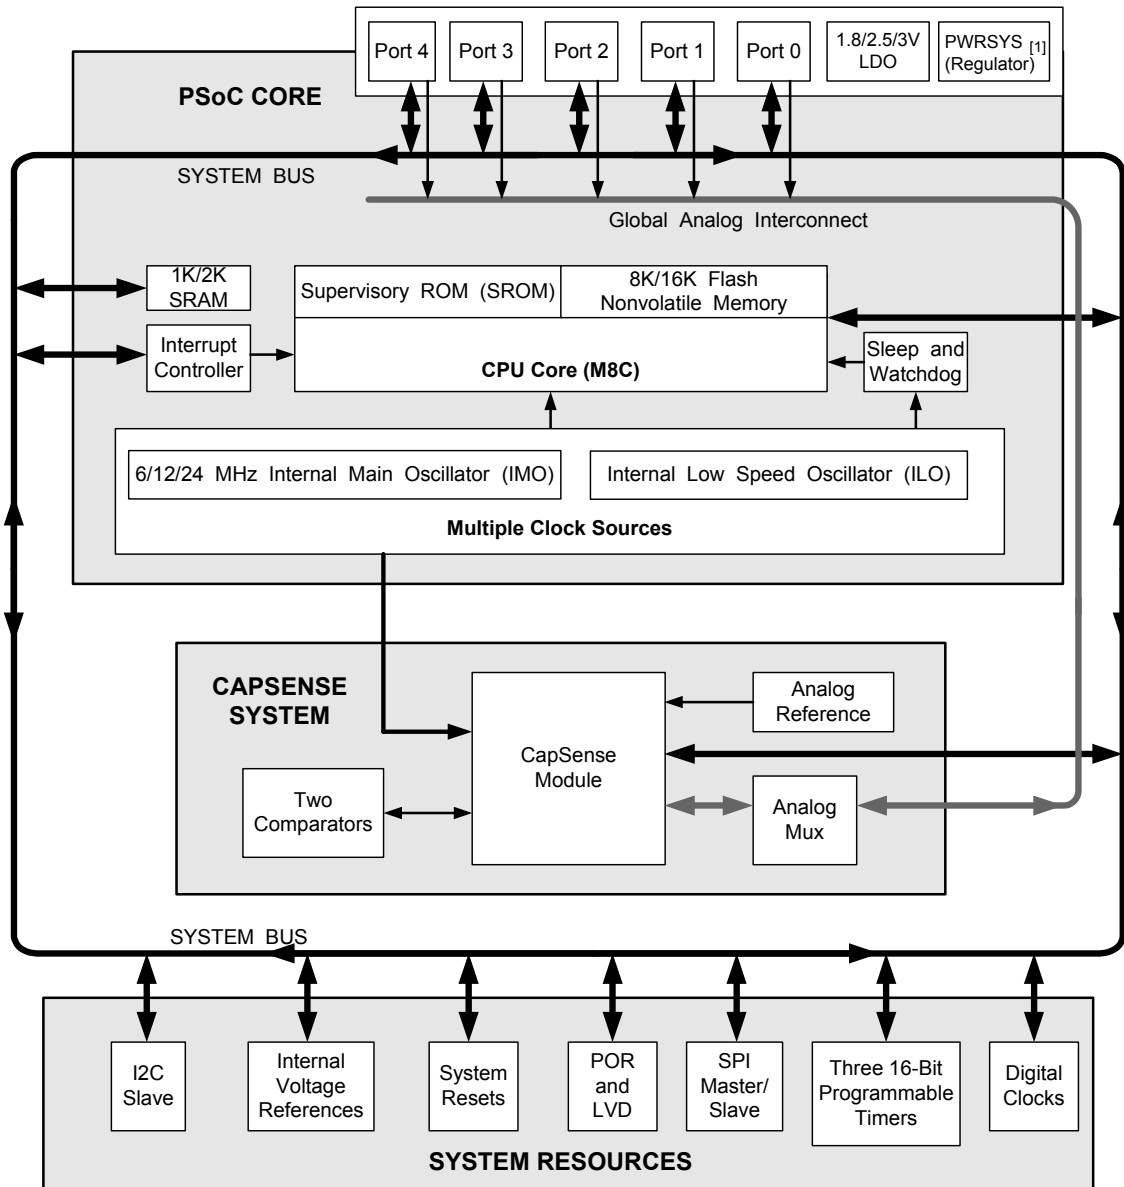 Port 4
Port 3
Port 2
Port 1
Port 0
1.8/2.5/3V
LDO
PWRSYS [1]
(Regulator)
PSoC CORE
SYSTEM BUS
Global Analog Interconnect
1K/2K
SRAM
Supervisory ROM (SROM)
8K/16K Flash
Nonvolatile Memory
Interrupt
Controller
CPU Core (M8C)
Sleep and
Watchdog
6/12/24 MHz Internal Main Oscillator (IMO)
Internal Low Speed Oscillator (ILO)
Multiple Clock Sources
CAPSENSE
SYSTEM
CapSense
Module
Analog
Reference
Two
Comparators
Analog
Mux
SYSTEM BUS
I2C
Slave
Internal
Voltage
References
System
Resets
POR
and
LVD
SPI
Master/
Slave
Three 16-Bit
Programmable
Timers
Digital
Clocks
SYSTEM RESOURCES